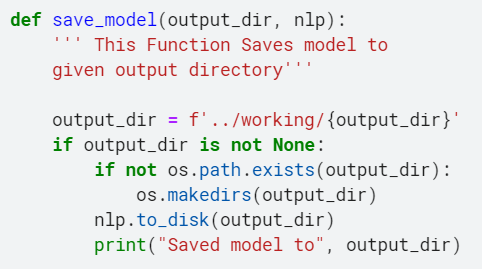 def save_model(output_dir, nlp):
    ''' This Function Saves model to
    given output directory'''

    output_dir = f'../working/{output_dir}'
    if output_dir is not None:
        if not os.path.exists(output_dir):
            os.makedirs(output_dir)
        nlp.to_disk(output_dir)
        print("Saved model to", output_dir)